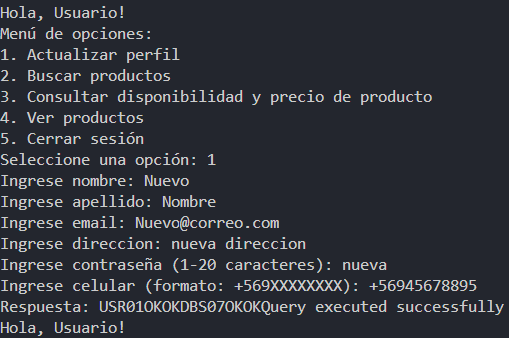 Hola, Usuario!
Menú de opciones:
1. Actualizar perfil
2. Buscar productos
3. Consultar disponibilidad y precio de producto
4. Ver productos
5. Cerrar sesión
Seleccione una opción: 1
Ingrese nombre: Nuevo
Ingrese apellido: Nombre
Ingrese email: Nuevo@correo.com
Ingrese direccion: nueva direccion
Ingrese contraseña (1-20 caracteres): nueva
Ingrese celular (formato: +569XXXXXXXX): +56945678895
Respuesta: USR01OKOKDBS07OKOKQuery executed successfully
Hola, Usuario!